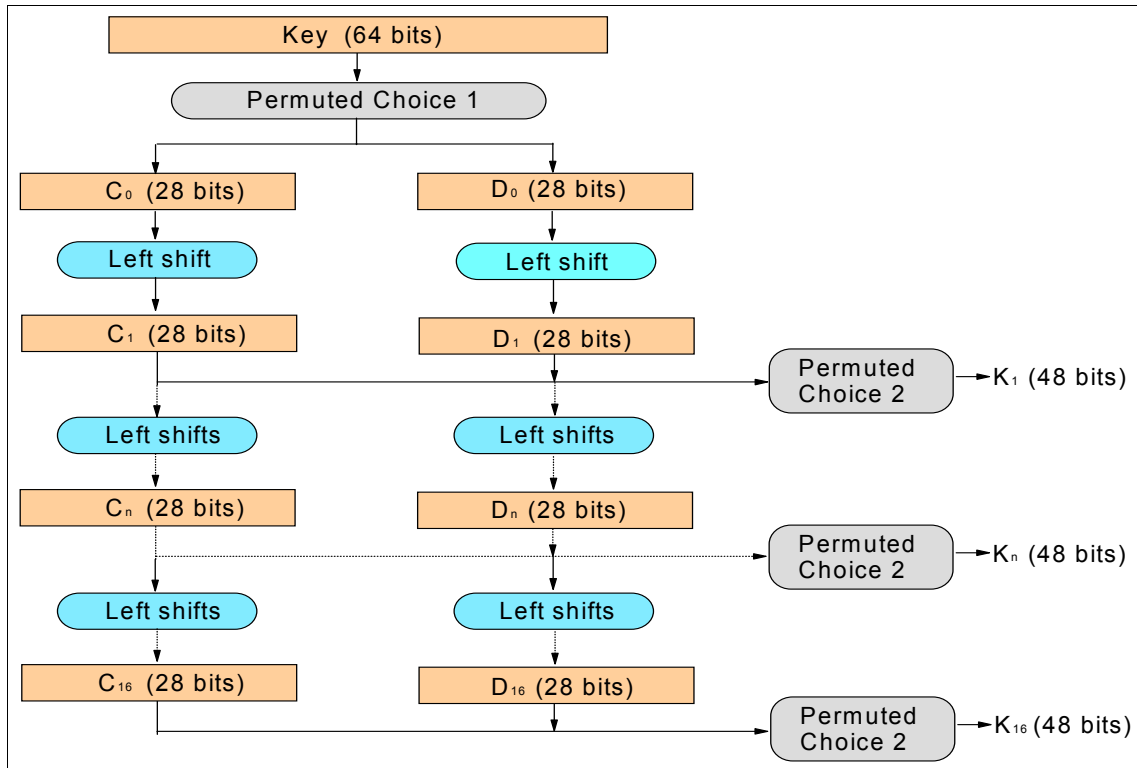 Key (64 bits)
Permuted Choice 1
C₀ (28 bits)
D₀ (28 bits)
Left shift
Left shift
C₁ (28 bits)
D₁ (28 bits)
Permuted
Choice 2
K₁ (48 bits)
Left shifts
Left shifts
Cₙ (28 bits)
Dₙ (28 bits)
Permuted
Choice 2
Kₙ (48 bits)
Left shifts
Left shifts
C₁₆ (28 bits)
D₁₆ (28 bits)
Permuted
Choice 2
K₁₆ (48 bits)